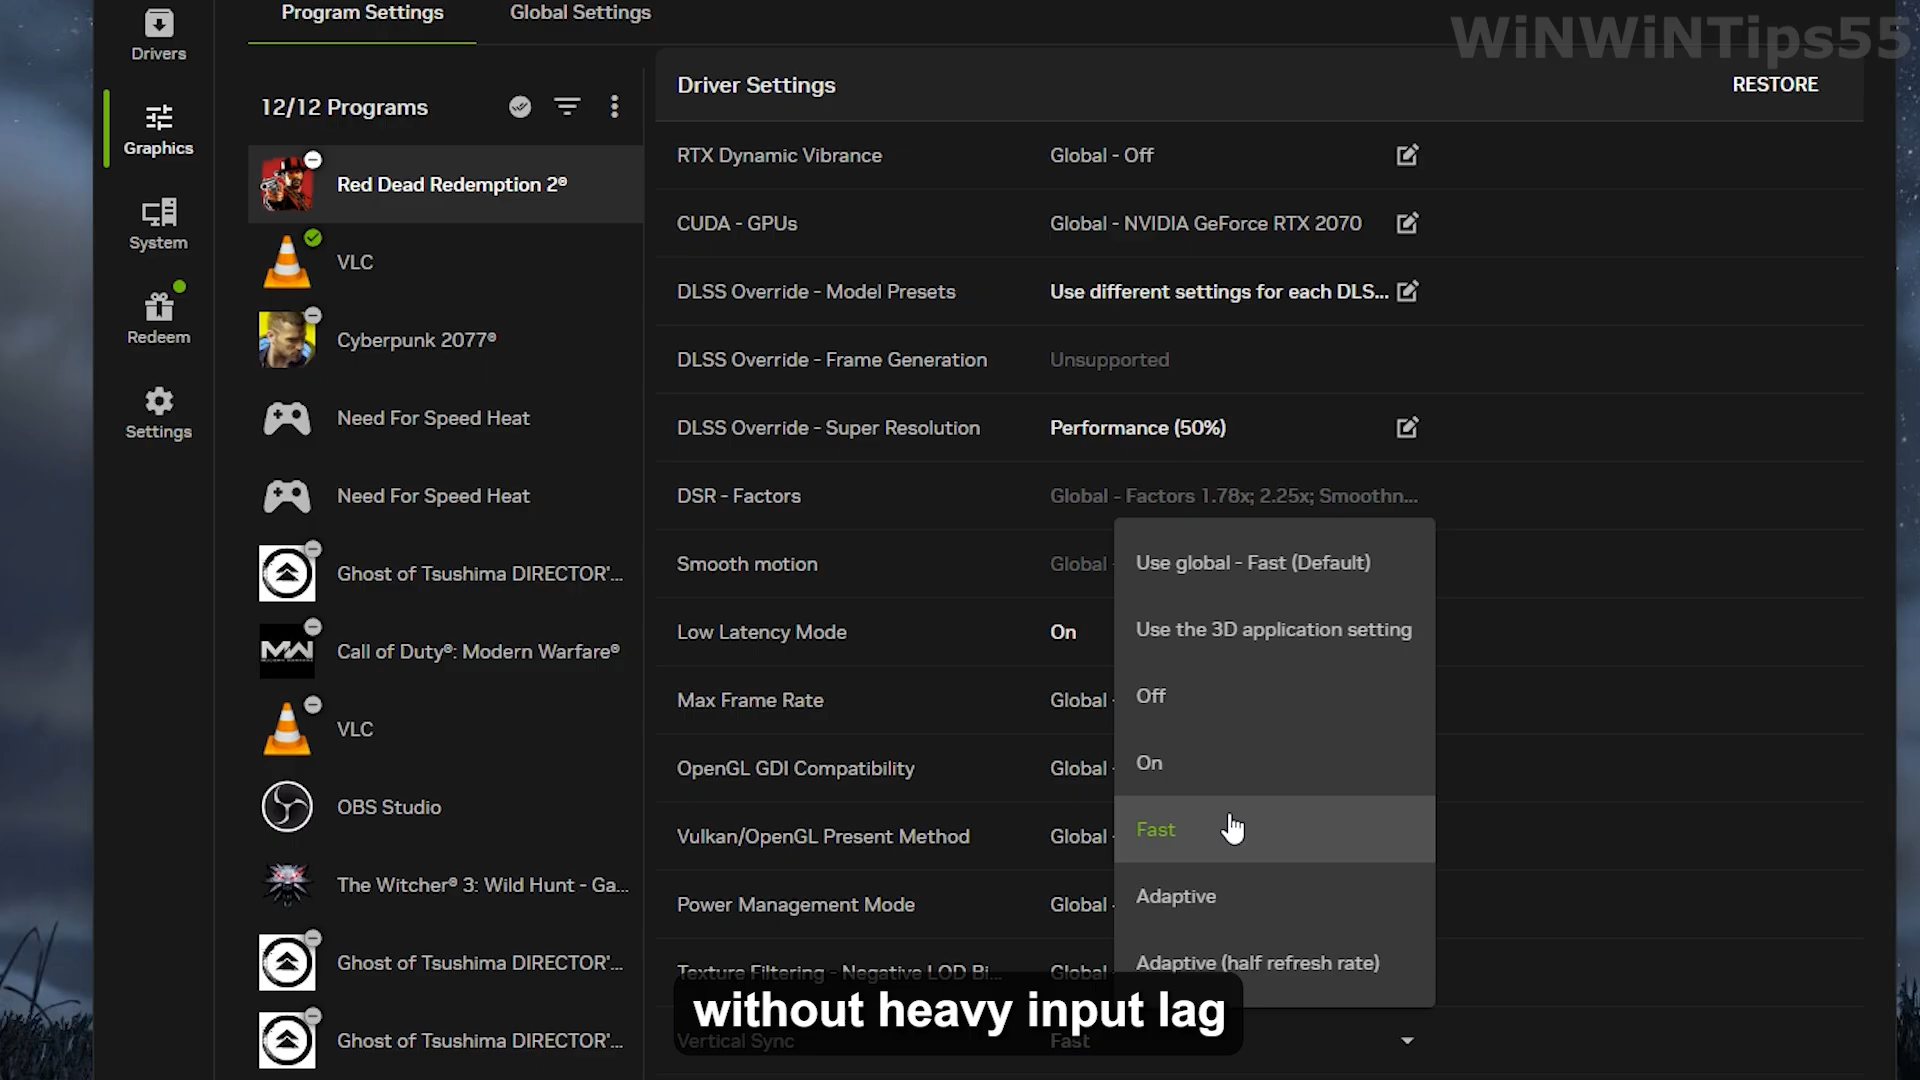 WiNWiNTips55
Program Settings
Global Settings
Drivers
Graphics
System
Redeem
Settings
12/12 Programs
Red Dead Redemption 2®
VLC
Cyberpunk 2077®
Need For Speed Heat
Need For Speed Heat
Ghost of Tsushima DIRECTOR'...
Call of Duty®: Modern Warfare®
VLC
OBS Studio
The Witcher® 3: Wild Hunt - Ga...
Ghost of Tsushima DIRECTOR'...
Ghost of Tsushima DIRECTOR'...
Driver Settings
RESTORE
RTX Dynamic Vibrance
Global - Off
CUDA - GPUs
Global - NVIDIA GeForce RTX 2070
DLSS Override - Model Presets
Use different settings for each DLS...
DLSS Override - Frame Generation
Unsupported
DLSS Override - Super Resolution
Performance (50%)
DSR - Factors
Global - Factors 1.78x; 2.25x; Smoothn...
Smooth motion
Global -
Low Latency Mode
On
Max Frame Rate
Global -
OpenGL GDI Compatibility
Global -
Vulkan/OpenGL Present Method
Global -
Power Management Mode
Global -
Texture Filtering - Negative LOD Bi...
Global
Vertical Sync
Fast
Use global - Fast (Default)
Use the 3D application setting
Off
On
Fast
Adaptive
Adaptive (half refresh rate)
without heavy input lag